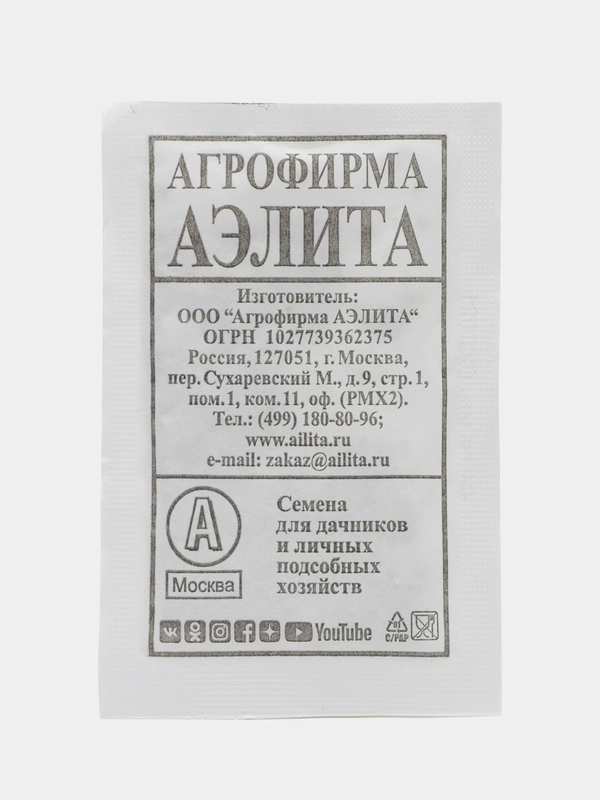 АГРОФИРМА
АЭЛИТА
Изготовитель:
ООО “Агрофирма АЭЛИТА“
ОГРН 1027739362375
Россия, 127051, г. Москва,
пер. Сухаревский М., д. 9, стр. 1,
пом. 1, ком. 11, оф. (РМХ2).
Тел.: (499) 180-80-96;
www.ailita.ru
e-mail: zakaz@ailita.ru
А
Москва
Семена
для дачников
и личных
подсобных
хозяйств
YouTube
C/PAP